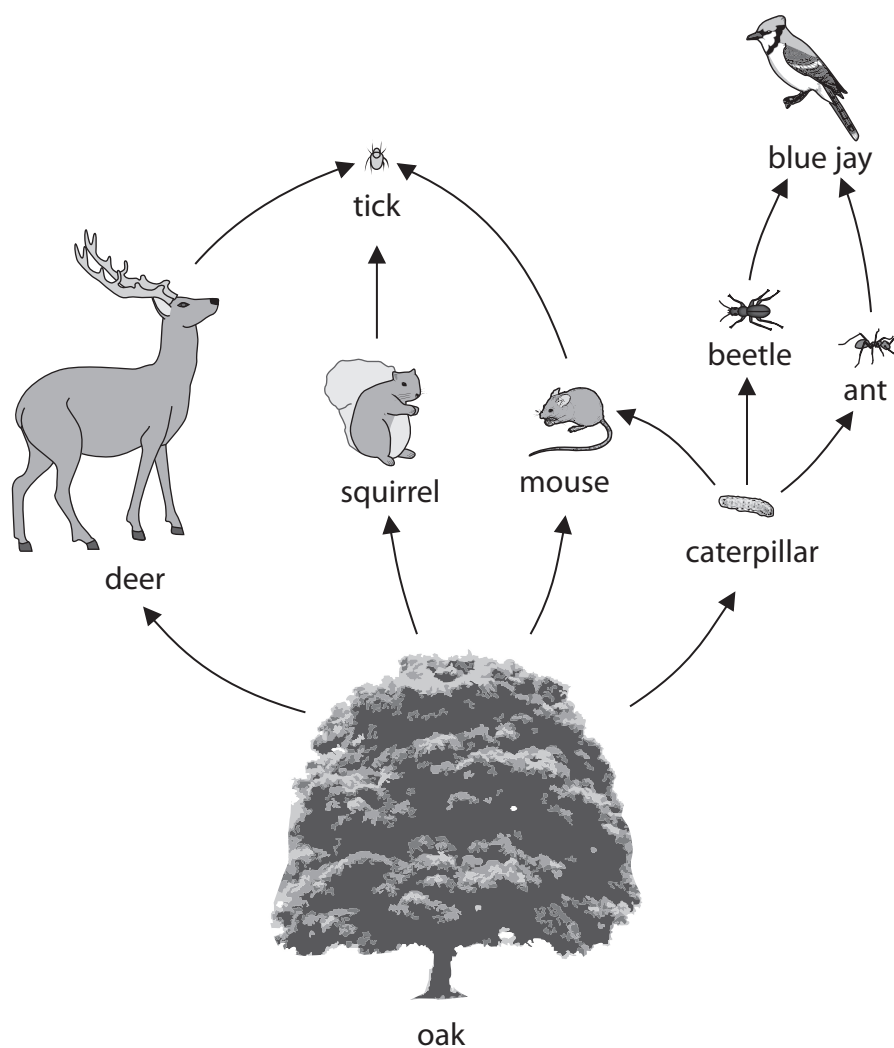 blue jay
tick
beetle
ant
squirrel
mouse
caterpillar
deer
oak